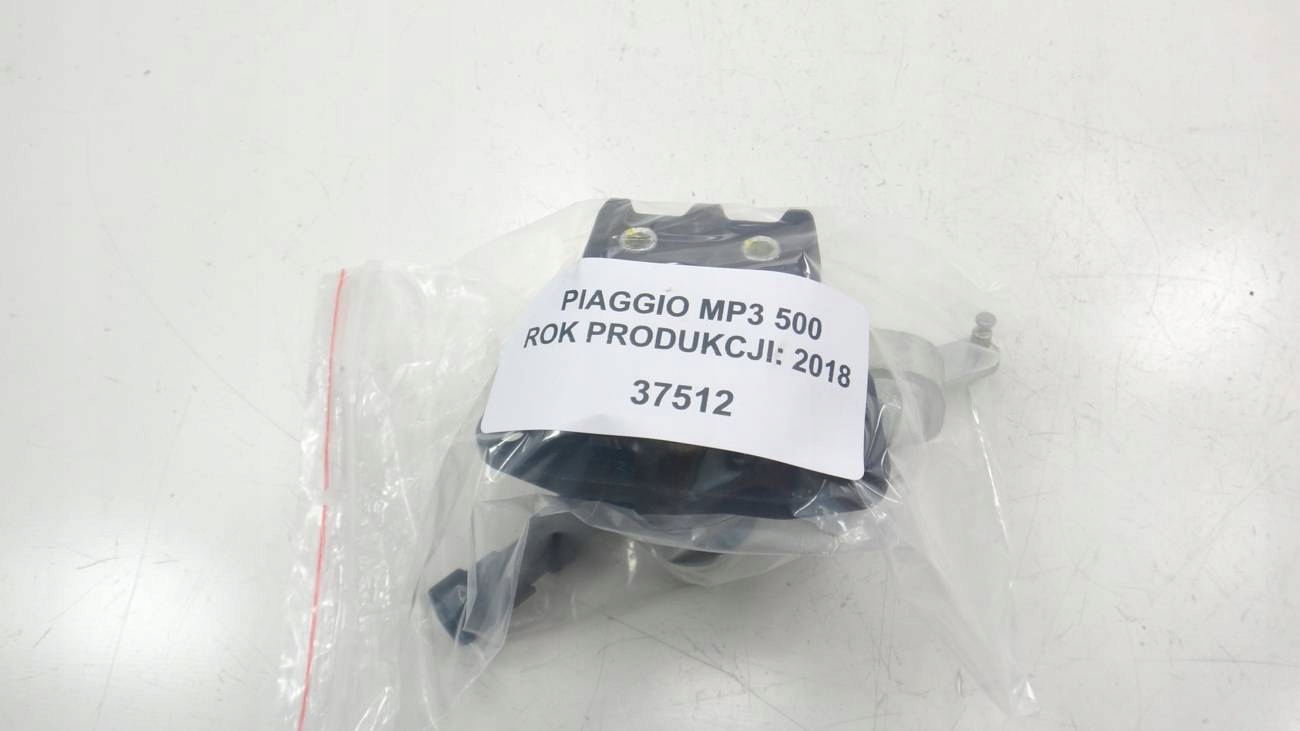 PIAGGIO MP3 500
ROK PRODUKCJI: 2018
37512